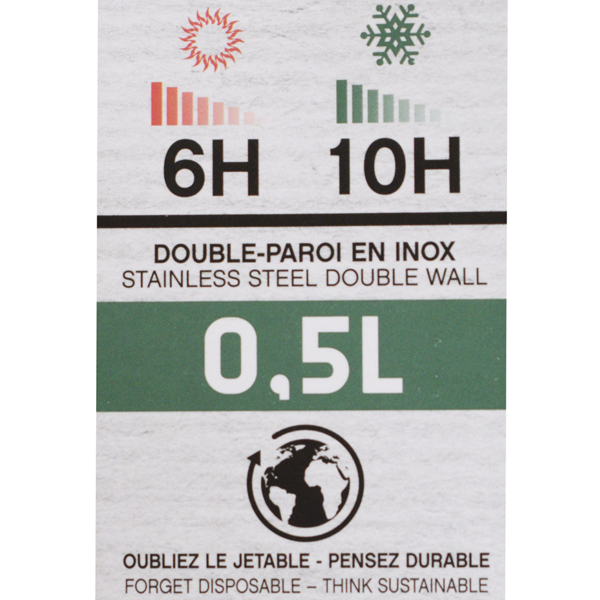 6H 10H
DOUBLE-PAROI EN INOX
STAINLESS STEEL DOUBLE WALL
0,5L
OUBLIEZ LE JETABLE - PENSEZ DURABLE
FORGET DISPOSABLE – THINK SUSTAINABLE